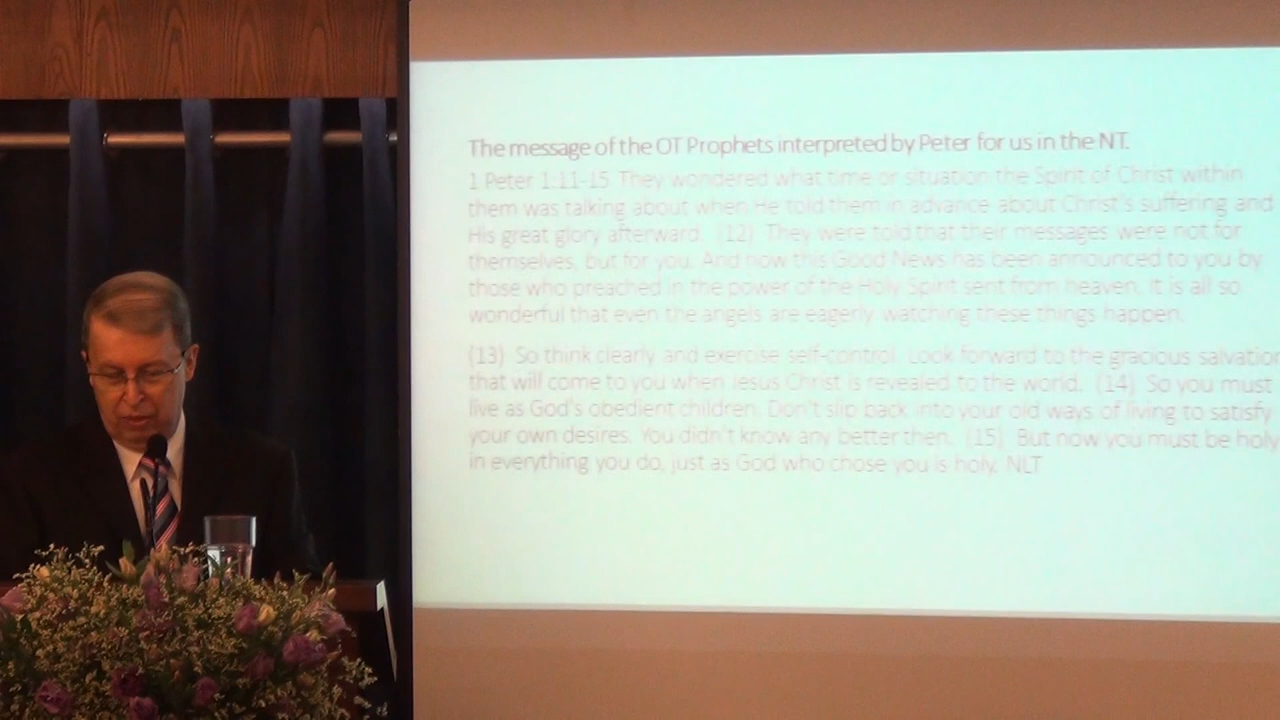 The message of the OT Prophets interpreted by Peter for us in the NT.
1 Peter 1:11-15 They wondered what time or situation the Spirit of Christ within
them was talking about when He told them in advance about Christ's suffering and
His great glory afterward. (12) They were told that their messages were not for
themselves, but for you. And now this Good News has been announced to you by
those who preached in the power of the Holy Spirit sent from heaven. It is all so
wonderful that even the angels are eagerly watching these things happen.
(13) So think clearly and exercise self-control. Look forward to the gracious salvation
that will come to you when Jesus Christ is revealed to the world. (14) So you must
live as God's obedient children. Don't slip back into your old ways of living to satisfy
your own desires. You didn't know any better then. (15) But now you must be holy
in everything you do, just as God who chose you is holy. NLT